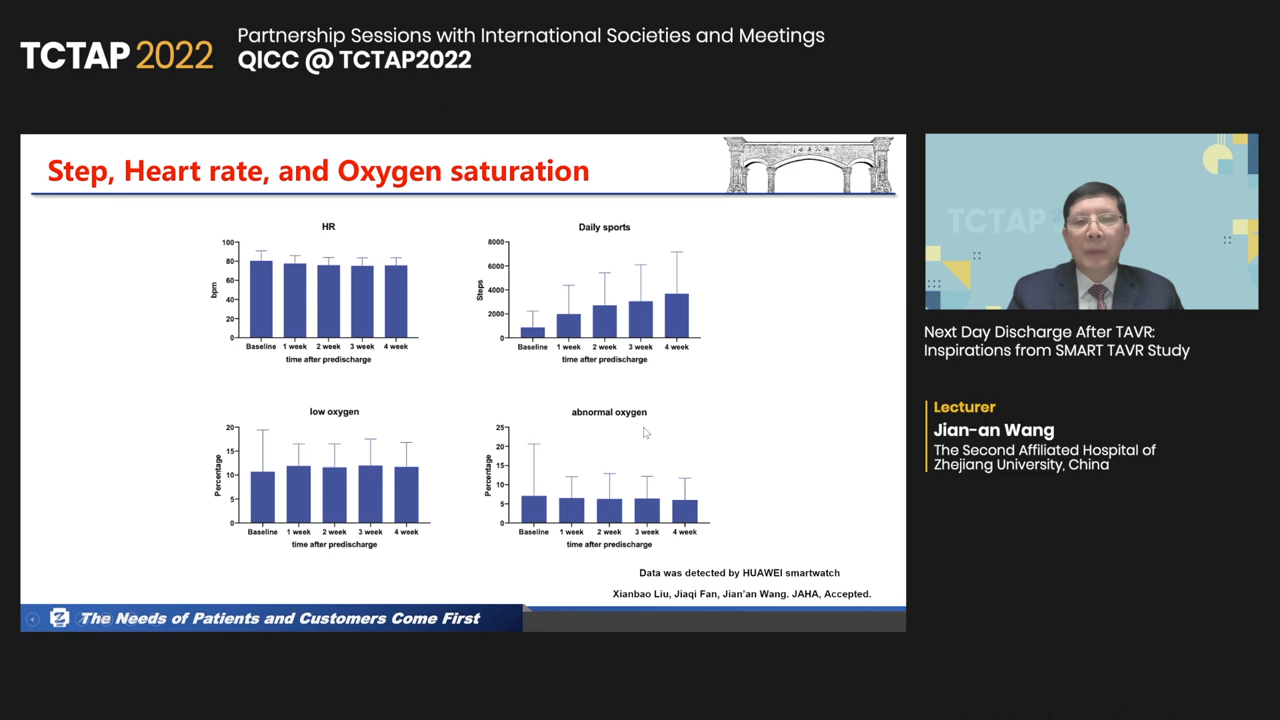 TCTAP 2022
Partnership Sessions with International Societies and Meetings
QICC @ TCTAP2022
Step, Heart rate, and Oxygen saturation
HR
bpm
100
80
60
40
20
0
Baseline
1 week
2 week
3 week
4 week
time after predischarge
Daily sports
Steps
8000
6000
4000
2000
0
Baseline
1 week
2 week
3 week
4 week
time after predischarge
low oxygen
Percentage
20
15
10
5
0
Baseline
1 week
2 week
3 week
4 week
time after predischarge
abnormal oxygen
Percentage
25
20
15
10
5
0
Baseline
1 week
2 week
3 week
4 week
time after predischarge
Data was detected by HUAWEI smartwatch
Xianbao Liu, Jiaqi Fan, Jian'an Wang. JAHA, Accepted.
The Needs of Patients and Customers Come First
TCTAP
Next Day Discharge After TAVR:
Inspirations from SMART TAVR Study
Lecturer
Jian-an Wang
The Second Affiliated Hospital of
Zhejiang University, China